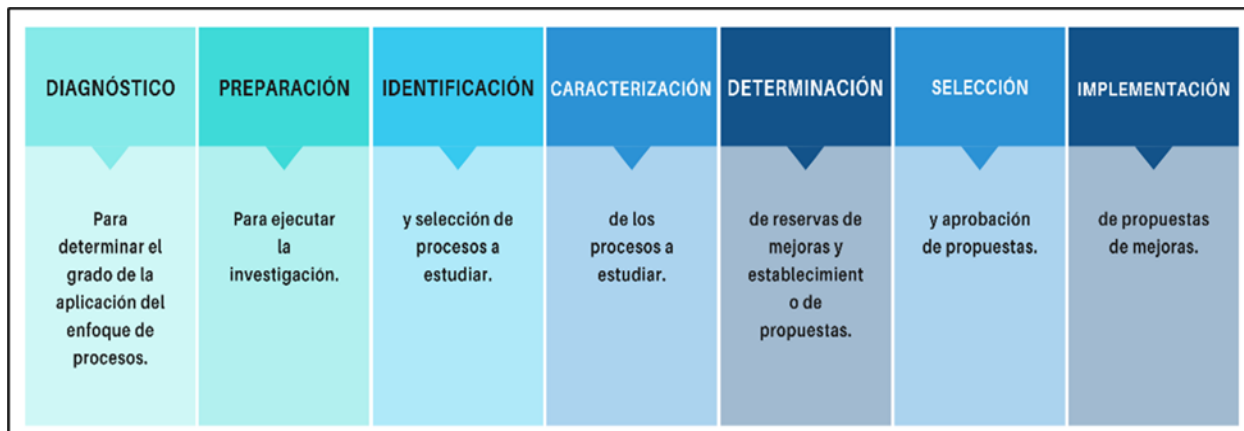 DIAGNÓSTICO
Para
determinar el
grado de la
aplicación del
enfoque de
procesos.
PREPARACIÓN
Para ejecutar
la
investigación.
IDENTIFICACIÓN
y selección de
procesos a
estudiar.
CARACTERIZACIÓN
de los
procesos a
estudiar.
DETERMINACIÓN
de reservas de
mejoras y
establecimient
o de
propuestas.
SELECCIÓN
y aprobación
de propuestas.
IMPLEMENTACIÓN
de propuestas
de mejoras.